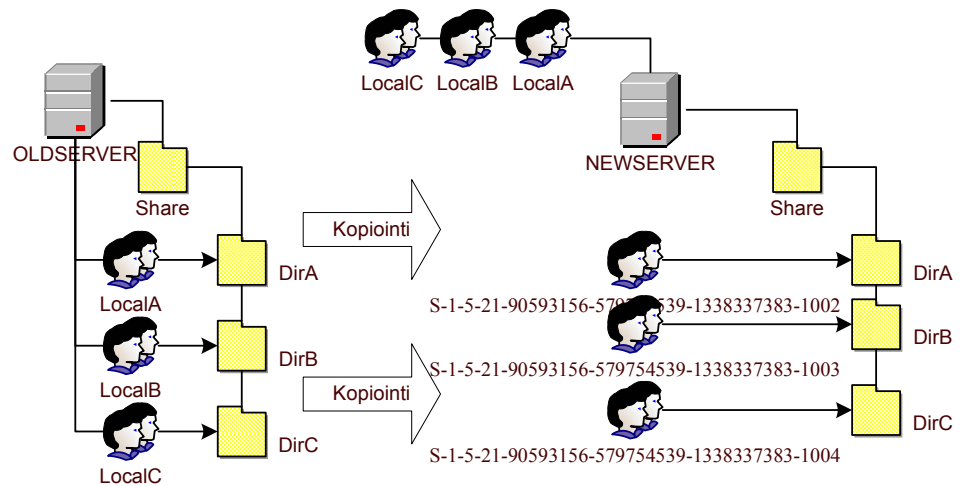 LocalC
LocalB
LocalA
OLDSERVER
NEWSERVER
Share
Share
Kopiointi
LocalA
DirA
S-1-5-21-90593156-579754539-1338337383-1002
DirA
LocalB
DirB
S-1-5-21-90593156-579754539-1338337383-1003
DirB
Kopiointi
LocalC
DirC
S-1-5-21-90593156-579754539-1338337383-1004
DirC